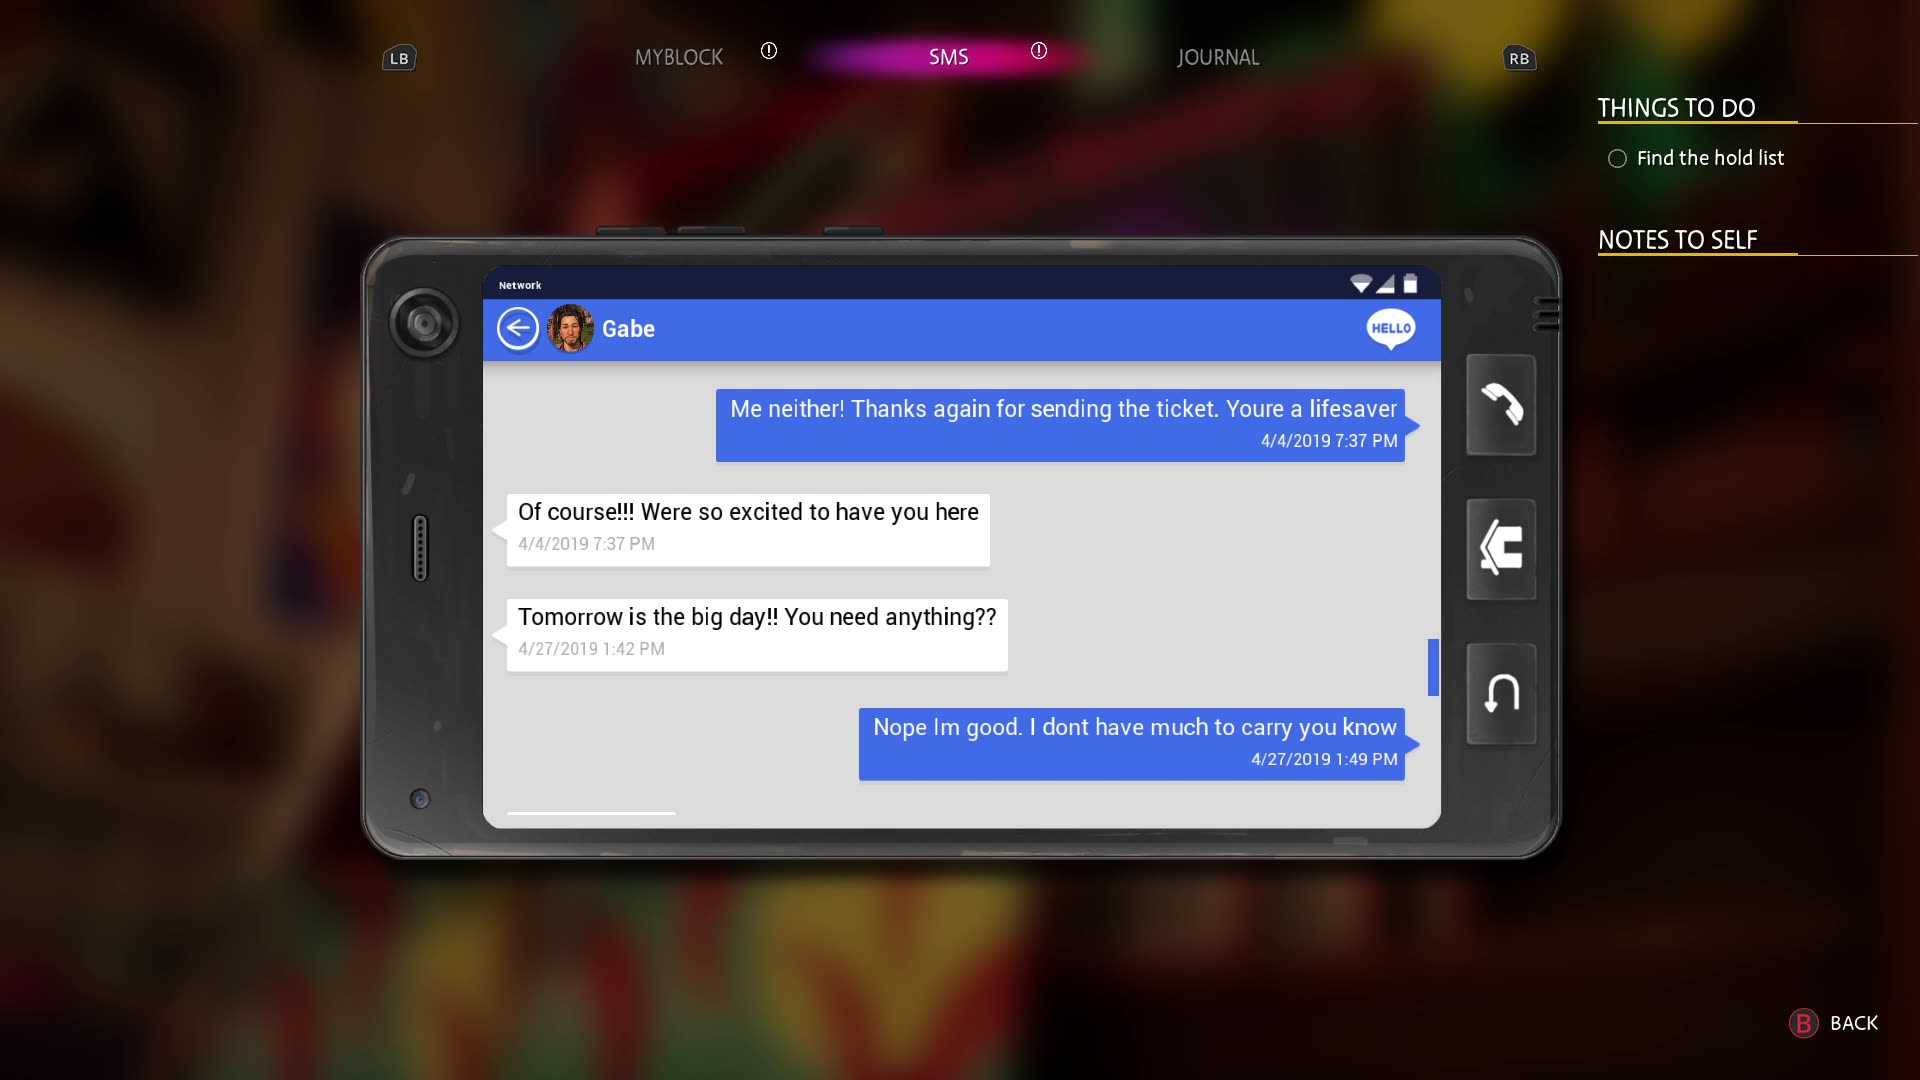 LB
MYBLOCK
SMS
JOURNAL
RB
THINGS TO DO
Find the hold list
NOTES TO SELF
Network
Gabe
HELLO
Me neither! Thanks again for sending the ticket. Youre a lifesaver
4/4/2019 7:37 PM
Of course!!! Were so excited to have you here
4/4/2019 7:37 PM
Tomorrow is the big day!! You need anything??
4/27/2019 1:42 PM
Nope Im good. I dont have much to carry you know
4/27/2019 1:49 PM
B BACK